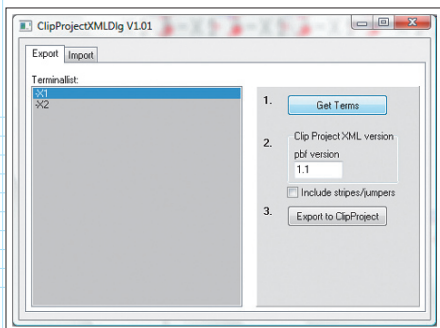 ClipProjectXMLDlg V1.01
Export Import
Terminallist:
-X1
-X2
1. Get Terms
2. Clip Project XML version
pbf version
1.1
Include stripes/jumpers
3. Export to ClipProject